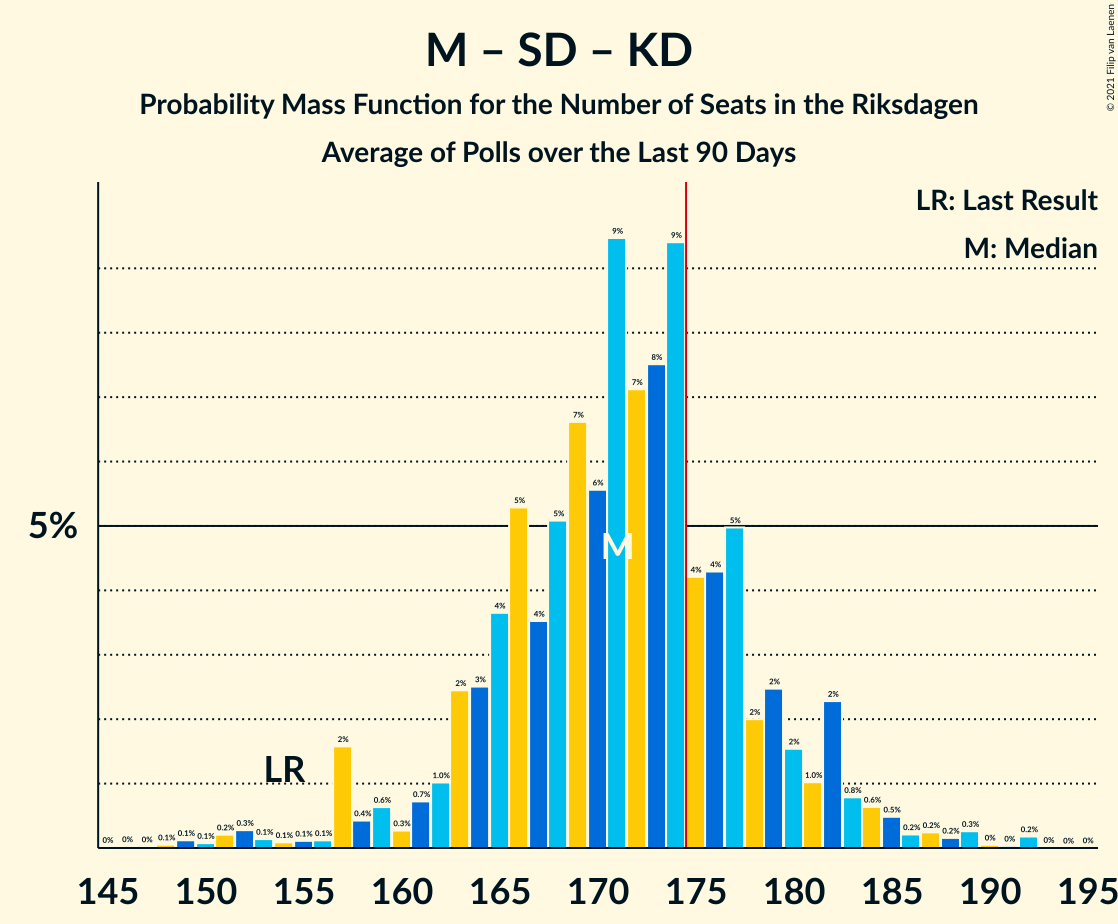 M – SD – KD
Probability Mass Function for the Number of Seats in the Riksdagen
Average of Polls over the Last 90 Days
© 2021 Filip van Laenen
LR: Last Result
M: Median
5%
LR
M
0% 0% 0% 0.1% 0.1% 0.1% 0.2% 0.3% 0.1% 0.1% 0.1% 0.1% 2% 0.4% 0.6% 0.3% 0.7% 1.0% 2% 3% 4% 5% 4% 5% 7% 6% 9% 7% 8% 9% 4% 4% 5% 2% 2% 2% 1.0% 2% 0.8% 0.6% 0.5% 0.2% 0.2% 0.2% 0.3% 0% 0% 0.2% 0% 0% 0%
145 150 155 160 165 170 175 180 185 190 195